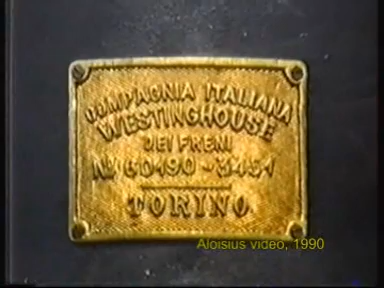 COMPAGNIA ITALIANA
WESTINGHOUSE
DEI FRENI
TORINO
Aloisius video, 1990